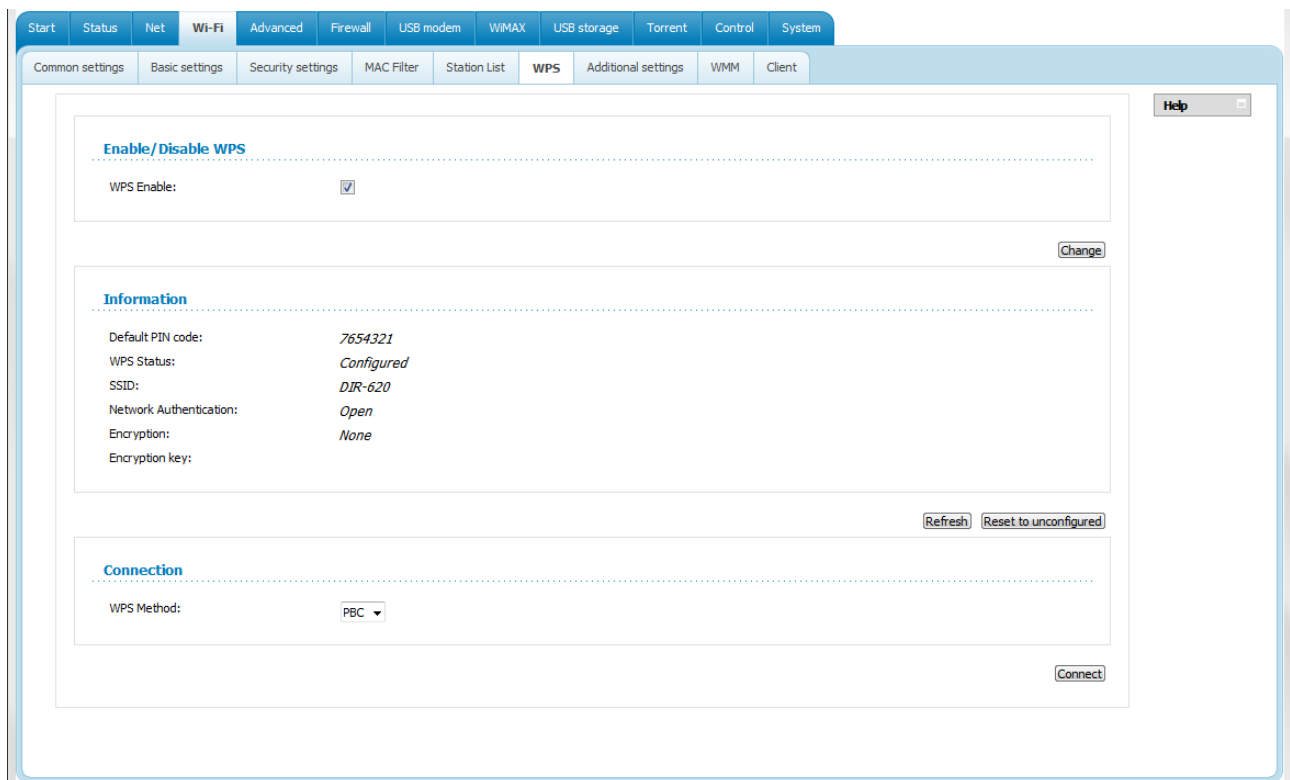 Start Status Net Wi-Fi Advanced Firewall USB modem WiMAX USB storage Torrent Control System
Common settings Basic settings Security settings MAC Filter Station List WPS Additional settings WMM Client
Help
Enable/Disable WPS
WPS Enable:
Change
Information
Default PIN code: 7654321
WPS Status: Configured
SSID: DIR-620
Network Authentication: Open
Encryption: None
Encryption key:
Refresh Reset to unconfigured
Connection
WPS Method: PBC
Connect